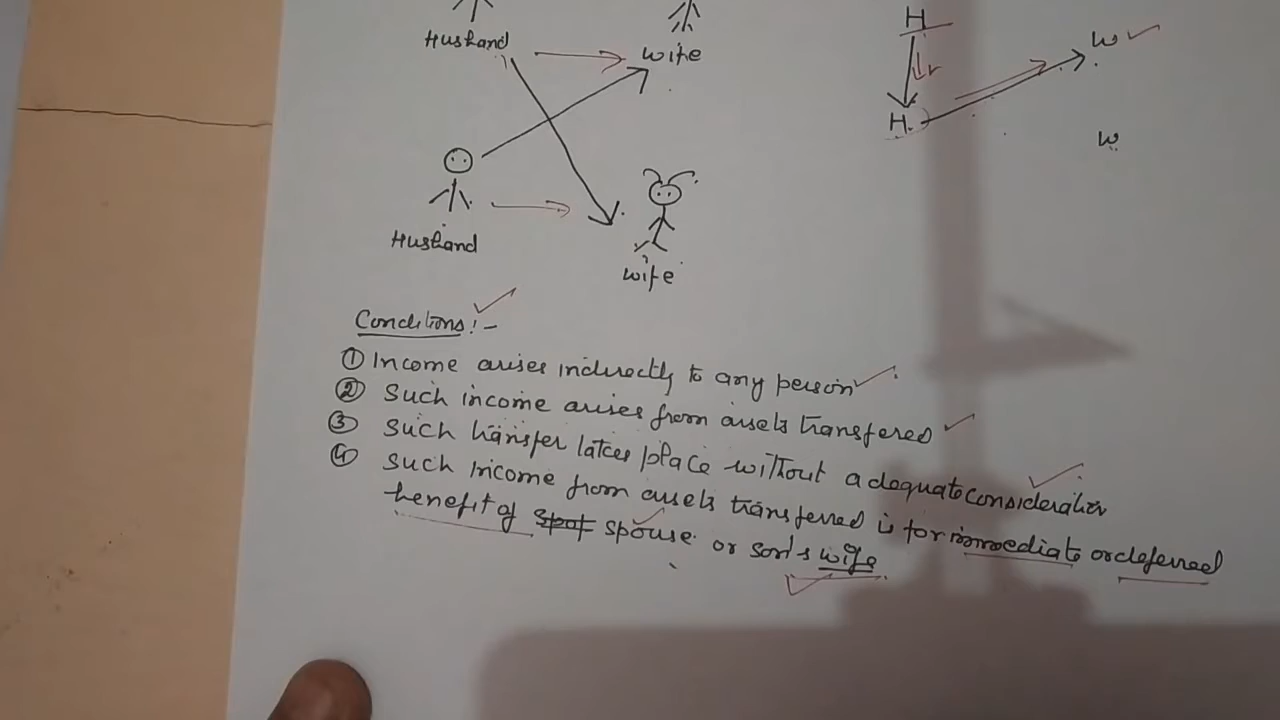 Husband
wife
H
W
r
H
W
Husband
wife
Conditions:-
① Income arises indirectly to any person
② Such income arises from assets transfered
③ Such transfer takes place without adequate consideration
④ Such income from assets transferred is for immediate or deferred
benefit of spouse or son's wife